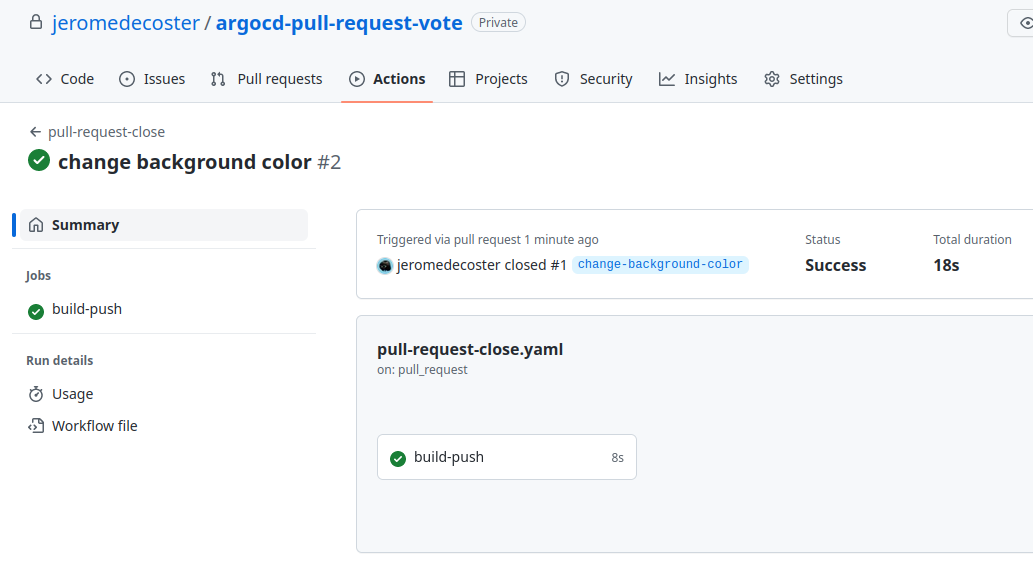 jeromedecoster / argocd-pull-request-vote Private
Code Issues Pull requests Actions Projects Security Insights Settings
← pull-request-close
change background color #2
Summary
Jobs
build-push
Run details
Usage
Workflow file
Triggered via pull request 1 minute ago
jeromedecoster closed #1 change-background-color
Status
Success
Total duration
18s
pull-request-close.yaml
on: pull_request
build-push 8s